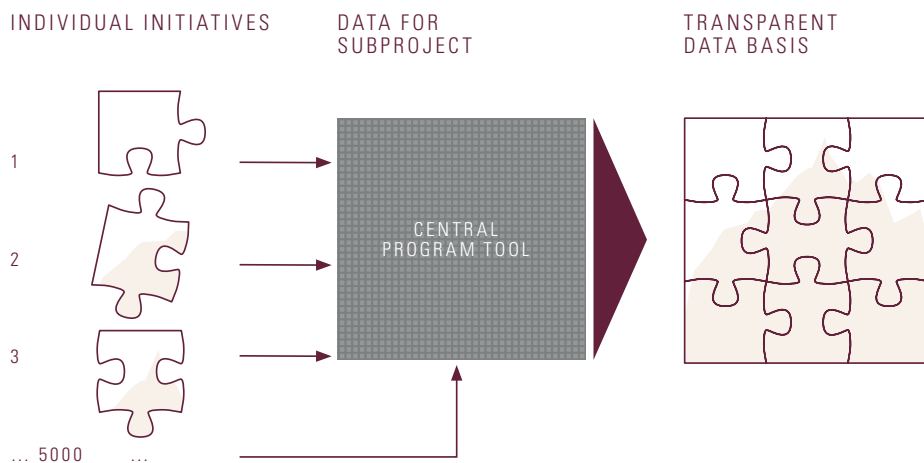 INDIVIDUAL INITIATIVES
DATA FOR
SUBPROJECT
TRANSPARENT
DATA BASIS
1
2
3
... 5000 ...
CENTRAL
PROGRAM TOOL